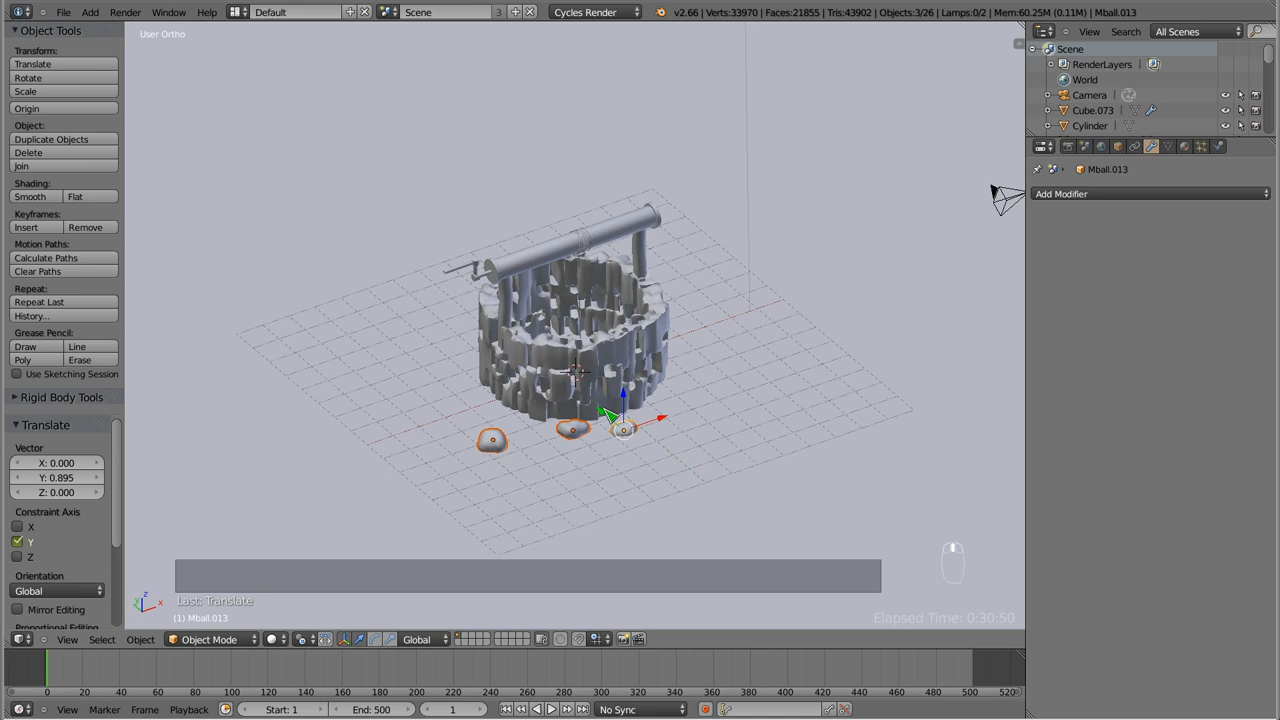 File Add Render Window Help Default Scene 3 Cycles Render v2.66 | Verts:33970 | Faces:21855 | Tris:43902 | Objects:3/26 | Lamps:0/2 | Mem:60.25M (0.11M) | Mball.013
Object Tools
Transform:
Translate
Rotate
Scale
Origin
Object:
Duplicate Objects
Delete
Join
Shading:
Smooth Flat
Keyframes:
Insert Remove
Motion Paths:
Calculate Paths
Clear Paths
Repeat:
Repeat Last
History...
Grease Pencil:
Draw Line
Poly Erase
Use Sketching Session
Rigid Body Tools
Translate
Vector
X: 0.000
Y: 0.895
Z: 0.000
Constraint Axis
X
Y
Z
Orientation
Global
Mirror Editing
User Ortho
Last: Translate
(1) Mball.013
Elapsed Time: 0:30:50
z
y
x
View Select Object Object Mode Global
0 20 40 60 80 100 120 140 160 180 200 220 240 260 280 300 320 340 360 380 400 420 440 460 480 500 520
View Marker Frame Playback Start: 1 End: 500 1 No Sync
View Search All Scenes
Scene
RenderLayers
World
Camera
Cube.073
Cylinder
Mball.013
Add Modifier